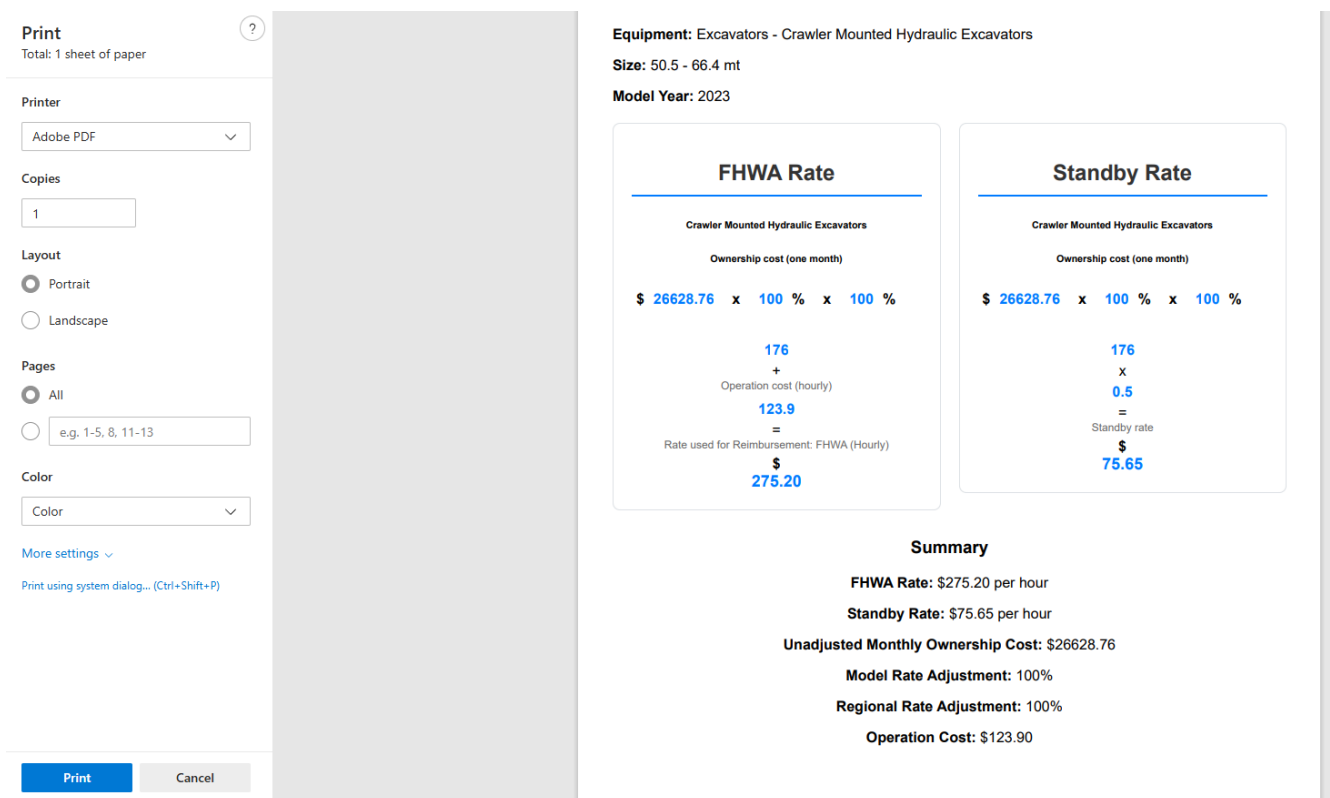 Print
Total: 1 sheet of paper
?
Printer
Adobe PDF
Copies
1
Layout
Portrait
Landscape
Pages
All
e.g. 1-5, 8, 11-13
Color
Color
More settings
Print using system dialog... (Ctrl+Shift+P)
Print
Cancel
Equipment: Excavators - Crawler Mounted Hydraulic Excavators
Size: 50.5 - 66.4 mt
Model Year: 2023
FHWA Rate
Crawler Mounted Hydraulic Excavators
Ownership cost (one month)
$ 26628.76 x 100 % x 100 %
176
+
Operation cost (hourly)
123.9
=
Rate used for Reimbursement: FHWA (Hourly)
$
275.20
Standby Rate
Crawler Mounted Hydraulic Excavators
Ownership cost (one month)
$ 26628.76 x 100 % x 100 %
176
x
0.5
=
Standby rate
$
75.65
Summary
FHWA Rate: $275.20 per hour
Standby Rate: $75.65 per hour
Unadjusted Monthly Ownership Cost: $26628.76
Model Rate Adjustment: 100%
Regional Rate Adjustment: 100%
Operation Cost: $123.90